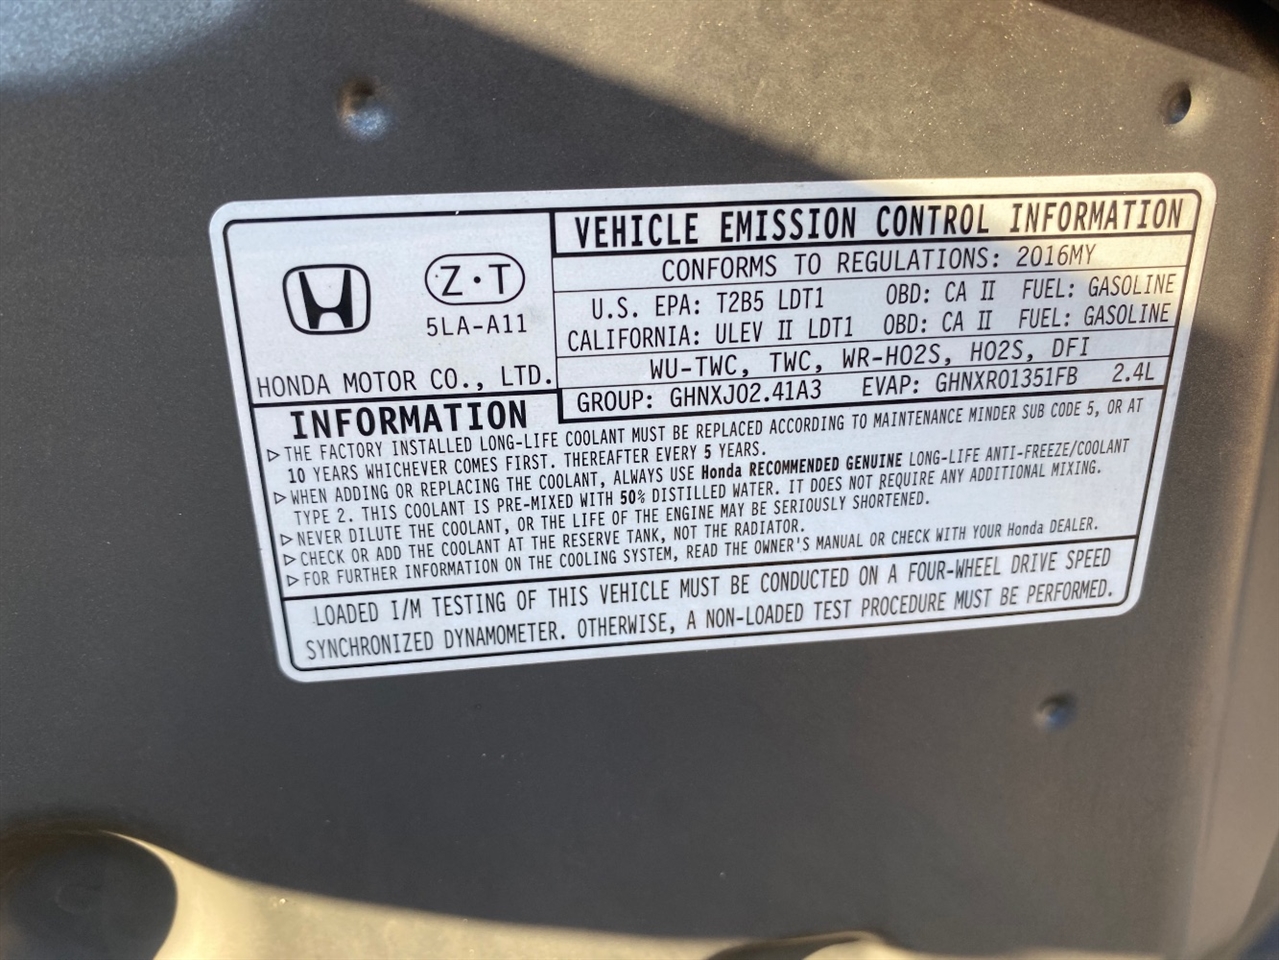 VEHICLE EMISSION CONTROL INFORMATION
CONFORMS TO REGULATIONS: 2016MY
U.S. EPA: T2B5 LDT1 OBD: CA II FUEL: GASOLINE
CALIFORNIA: ULEV II LDT1 OBD: CA II FUEL: GASOLINE
WU-TWC, TWC, WR-HO2S, HO2S, DFI
GROUP: GHNXJ02.41A3 EVAP: GHNXR01351FB 2.4L
Z·T
5LA-A11
HONDA MOTOR CO., LTD.
INFORMATION
▷THE FACTORY INSTALLED LONG-LIFE COOLANT MUST BE REPLACED ACCORDING TO MAINTENANCE MINDER SUB CODE 5, OR AT
10 YEARS WHICHEVER COMES FIRST. THEREAFTER EVERY 5 YEARS.
▷WHEN ADDING OR REPLACING THE COOLANT, ALWAYS USE Honda RECOMMENDED GENUINE LONG-LIFE ANTI-FREEZE/COOLANT
TYPE 2. THIS COOLANT IS PRE-MIXED WITH 50% DISTILLED WATER. IT DOES NOT REQUIRE ANY ADDITIONAL MIXING.
▷NEVER DILUTE THE COOLANT, OR THE LIFE OF THE ENGINE MAY BE SERIOUSLY SHORTENED.
▷CHECK OR ADD THE COOLANT AT THE RESERVE TANK, NOT THE RADIATOR.
▷FOR FURTHER INFORMATION ON THE COOLING SYSTEM, READ THE OWNER'S MANUAL OR CHECK WITH YOUR Honda DEALER.
LOADED I/M TESTING OF THIS VEHICLE MUST BE CONDUCTED ON A FOUR-WHEEL DRIVE SPEED
SYNCHRONIZED DYNAMOMETER. OTHERWISE, A NON-LOADED TEST PROCEDURE MUST BE PERFORMED.